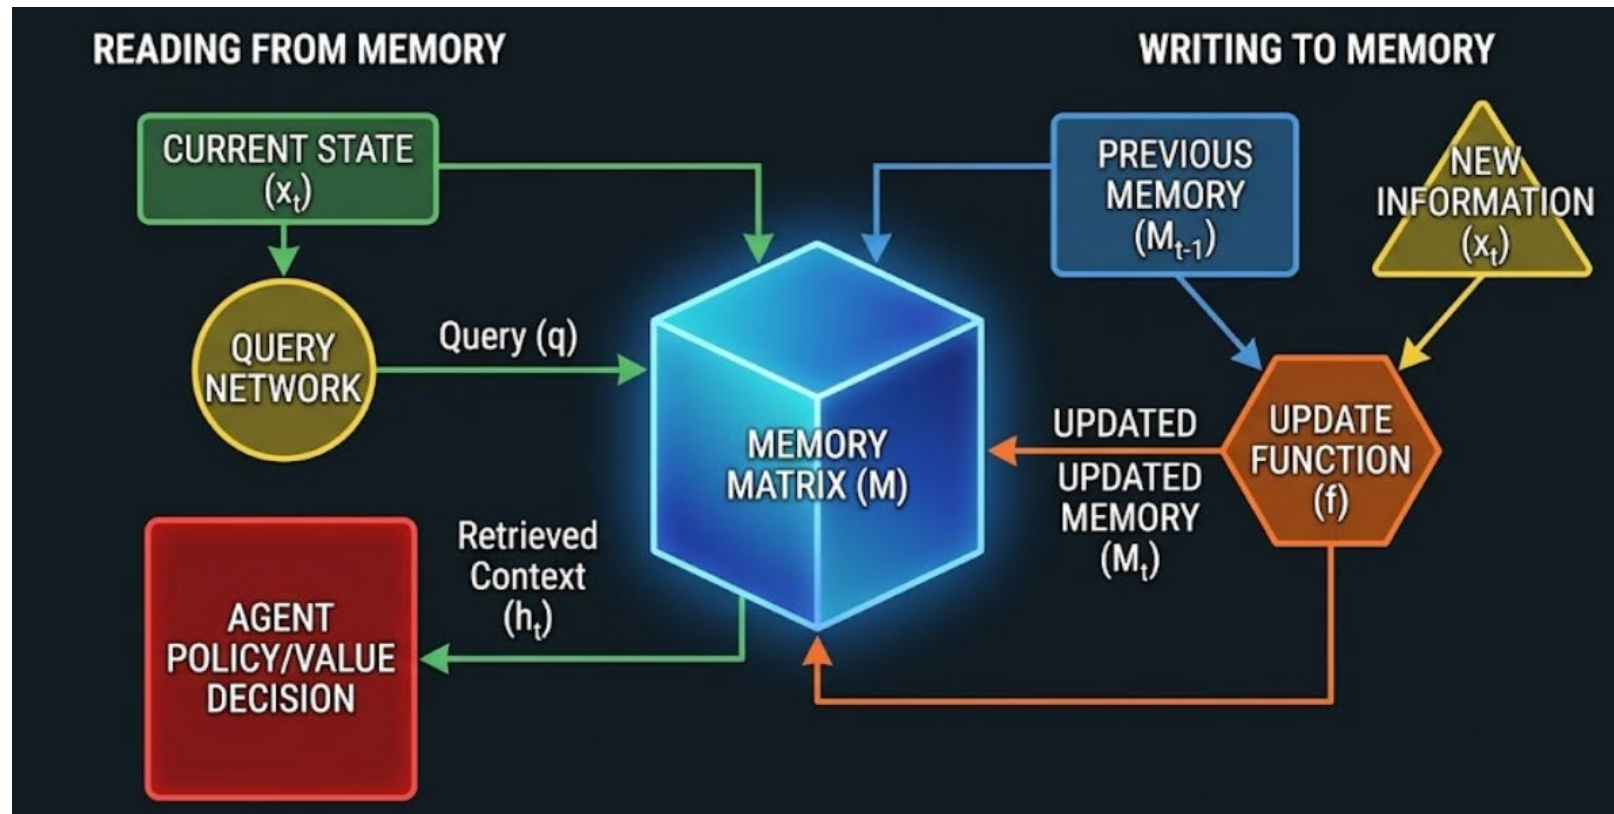 READING FROM MEMORY
WRITING TO MEMORY
CURRENT STATE
(xₜ)
QUERY
NETWORK
Query (q)
MEMORY
MATRIX (M)
Retrieved
Context
(hₜ)
AGENT
POLICY/VALUE
DECISION
PREVIOUS
MEMORY
(Mₜ₋₁)
NEW
INFORMATION
(xₜ)
UPDATE
FUNCTION
(f)
UPDATED
UPDATED
MEMORY
(Mₜ)